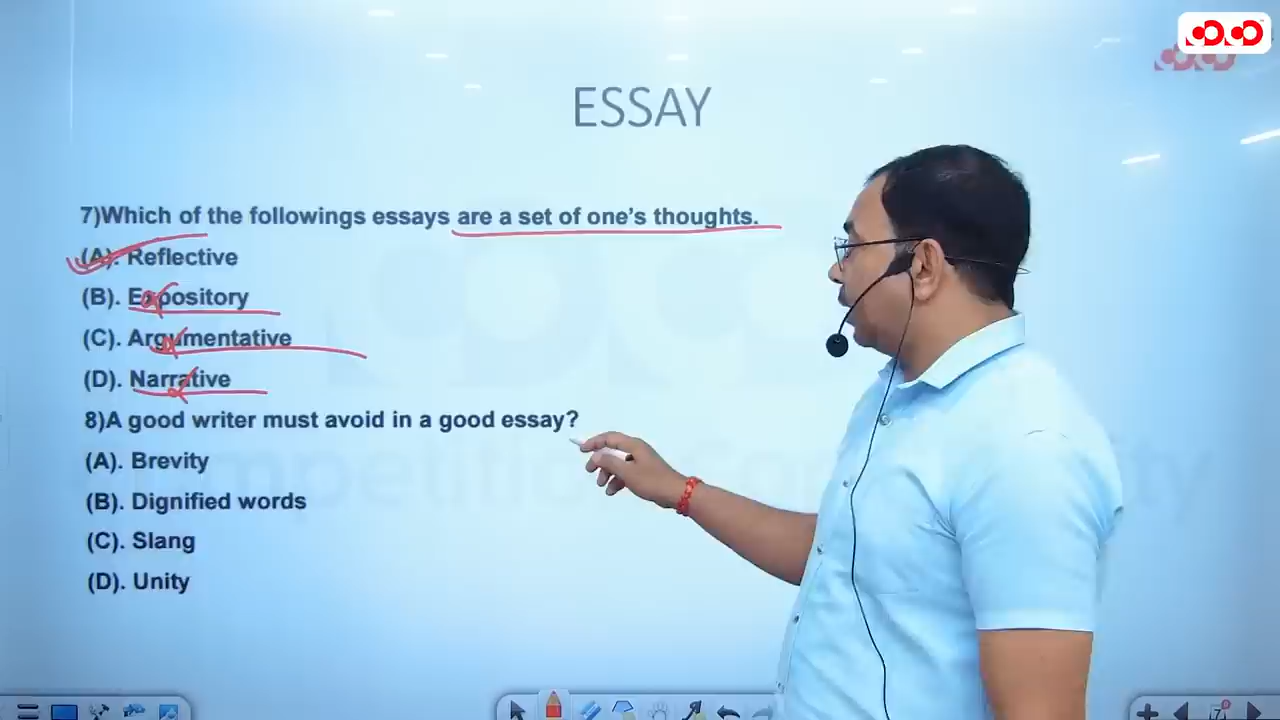 ESSAY
7)Which of the followings essays are a set of one's thoughts.
(A). Reflective
(B). Expository
(C). Argumentative
(D). Narrative
8)A good writer must avoid in a good essay?
(A). Brevity
(B). Dignified words
(C). Slang
(D). Unity